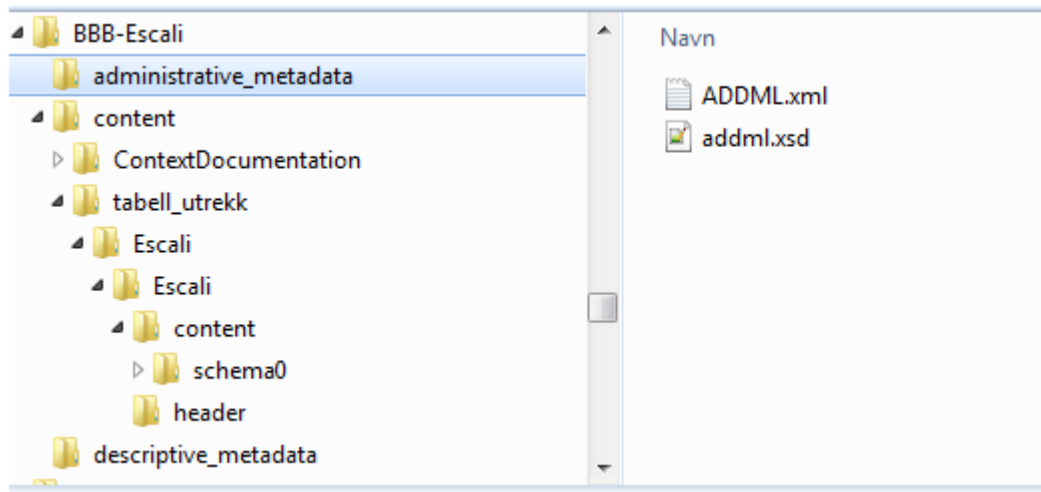 BBB-Escali
administrative_metadata
content
ContextDocumentation
tabell_utrekk
Escali
Escali
content
schema0
header
descriptive_metadata
Navn
ADDML.xml
addml.xsd